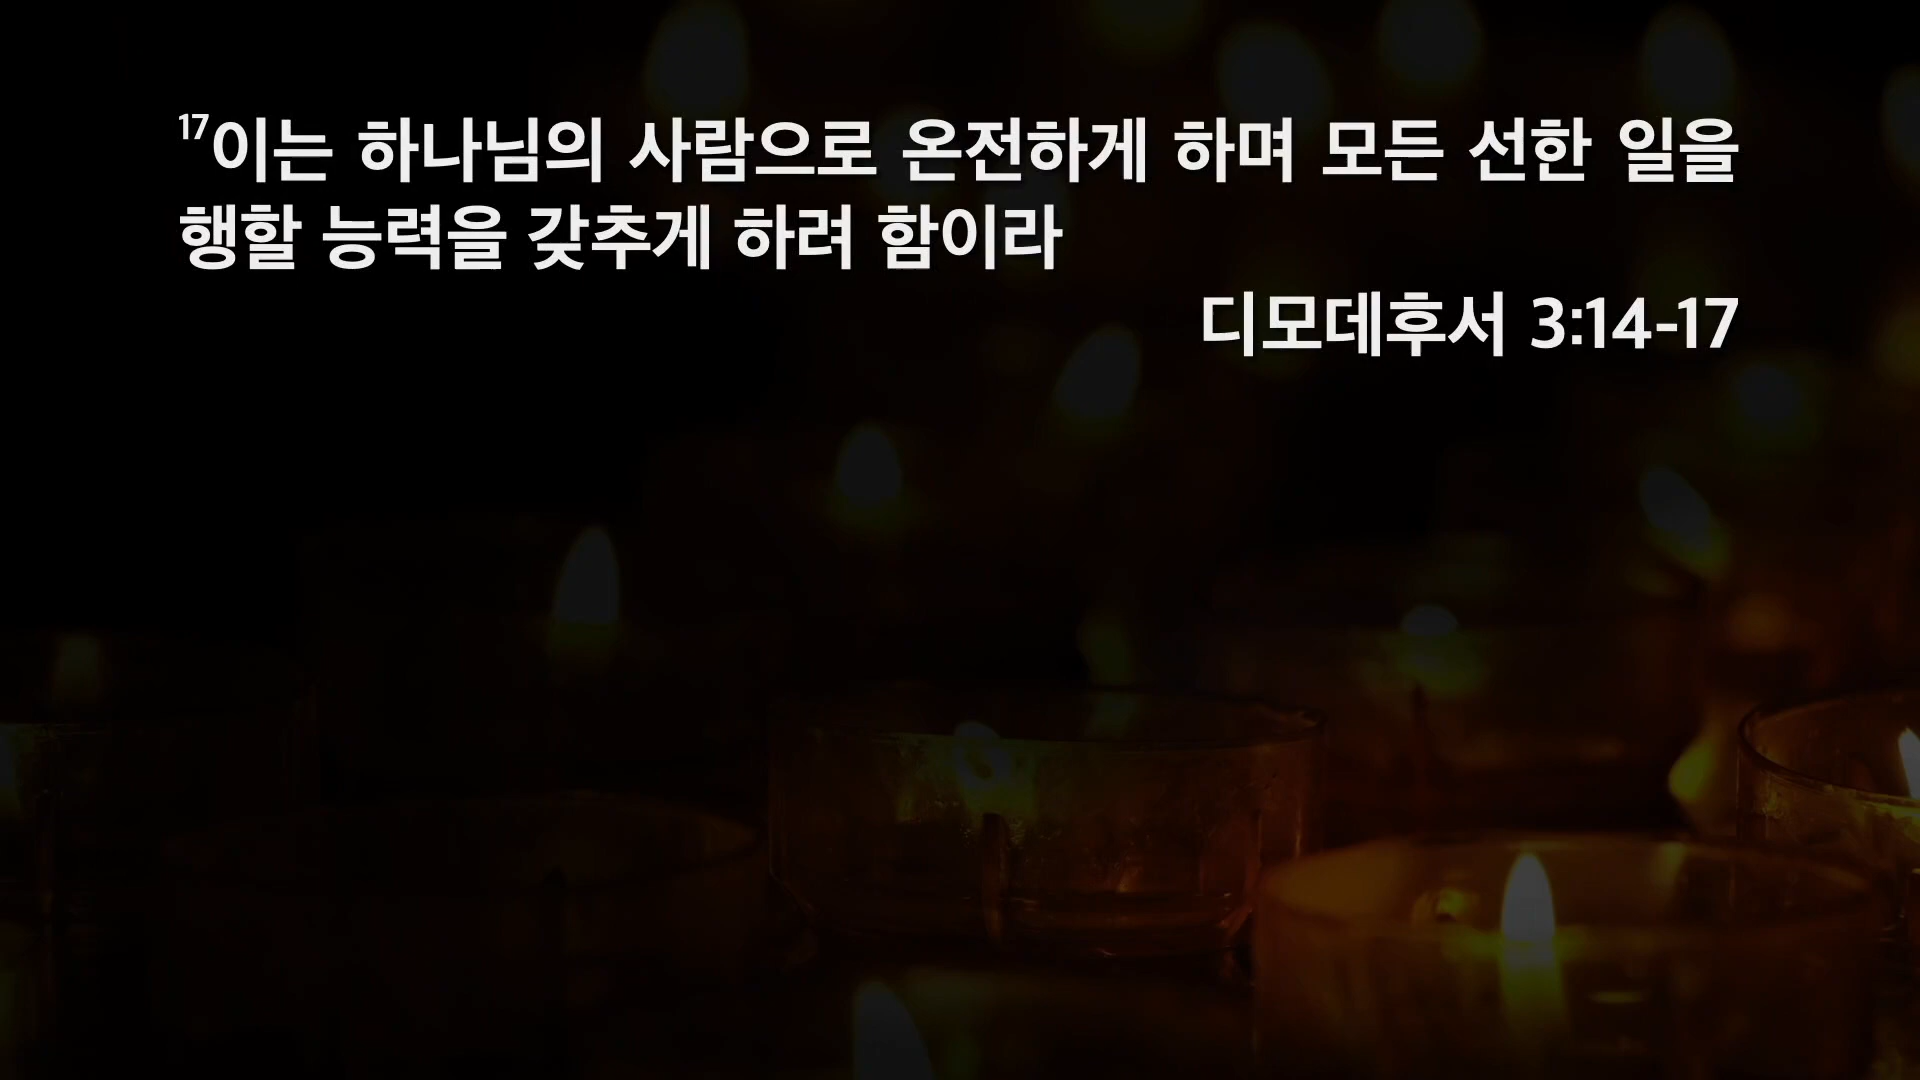 17이는 하나님의 사람으로 온전하게 하며 모든 선한 일을
행할 능력을 갖추게 하려 함이라
디모데후서 3:14-17